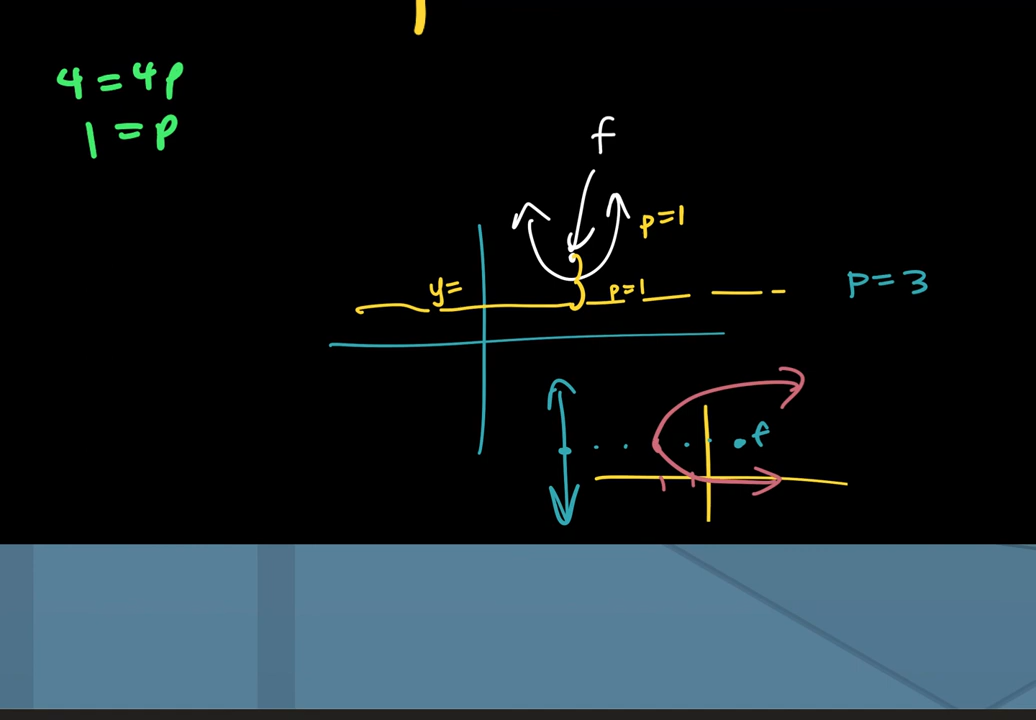 4 = 4p
1 = p
f
p=1
y=
p=1
p = 3
f